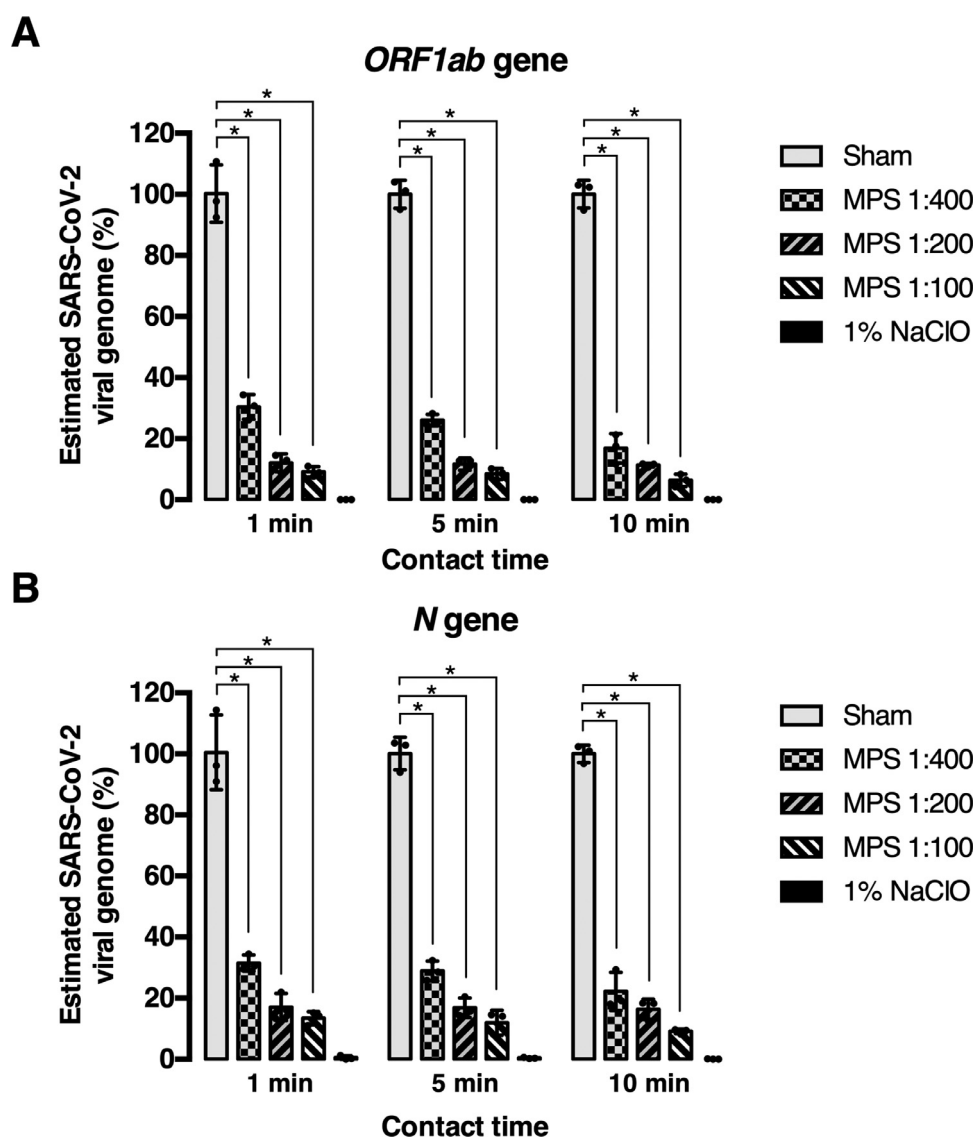 A
ORF1ab gene
* * *
* * *
* * *
120
100
80
60
40
20
0
Estimated SARS-CoV-2
viral genome (%)
1 min 5 min 10 min
Contact time
Sham
MPS 1:400
MPS 1:200
MPS 1:100
1% NaClO
B
N gene
* * *
* * *
* * *
120
100
80
60
40
20
0
Estimated SARS-CoV-2
viral genome (%)
1 min 5 min 10 min
Contact time
Sham
MPS 1:400
MPS 1:200
MPS 1:100
1% NaClO